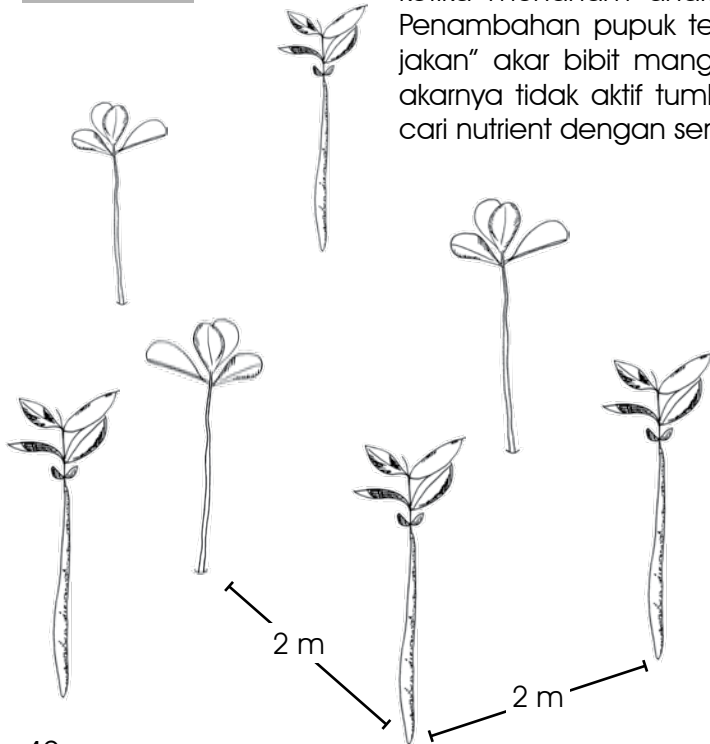 Penambahan pupuk te
jakan" akar bibit mang
akarnya tidak aktif tuml
cari nutrient dengan ser
2 m
2 m